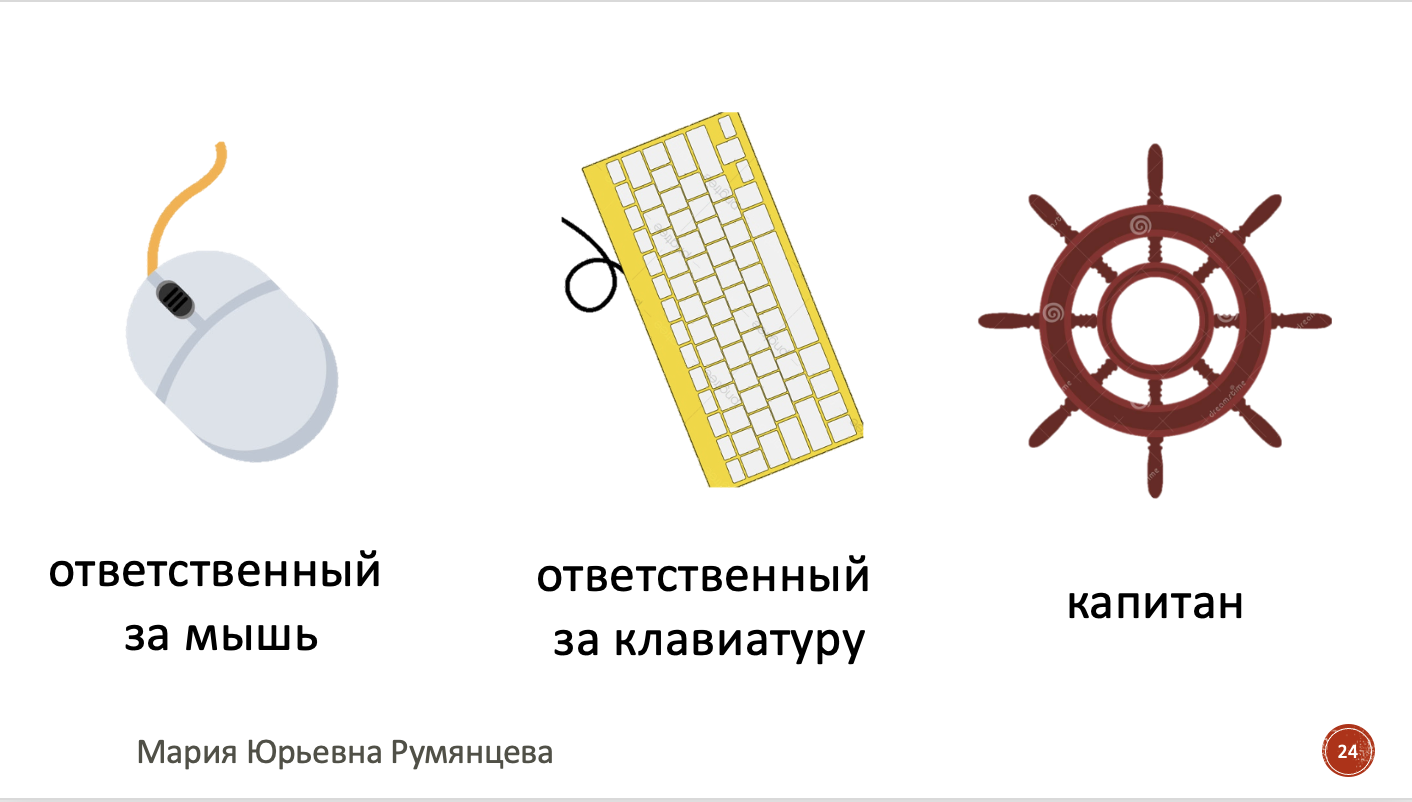 ответственный
за мышь
ответственный
за клавиатуру
капитан
Мария Юрьевна Румянцева
24